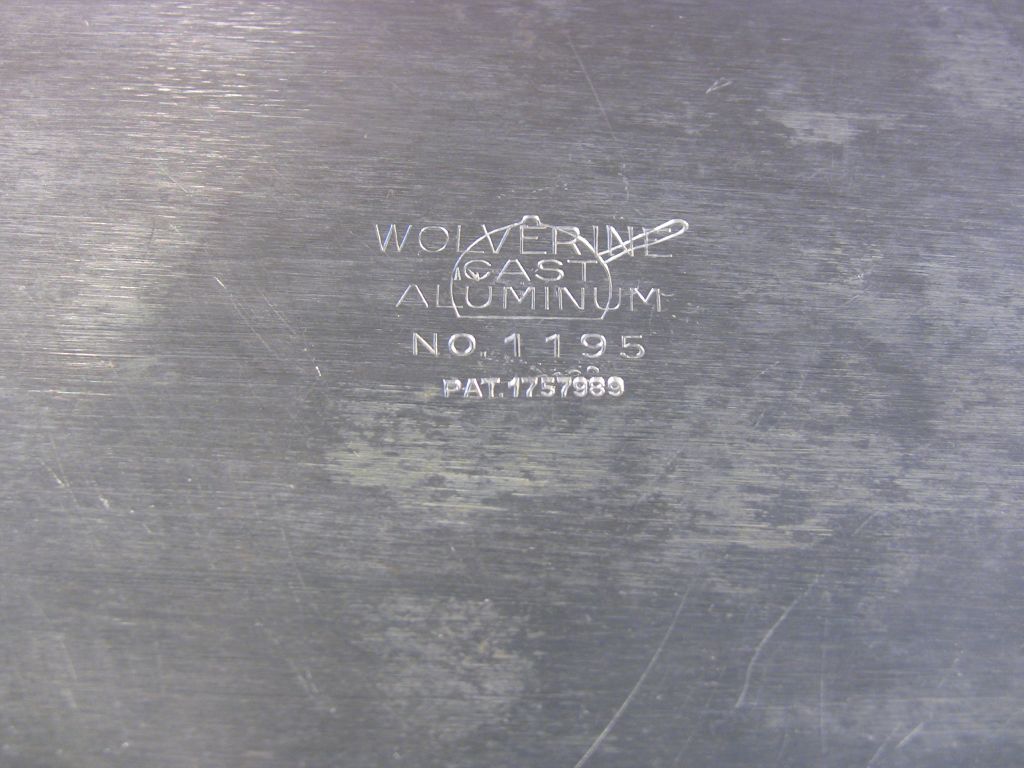 WOLVERINE
CAST
ALUMINUM
NO. 1195
PAT. 1757989